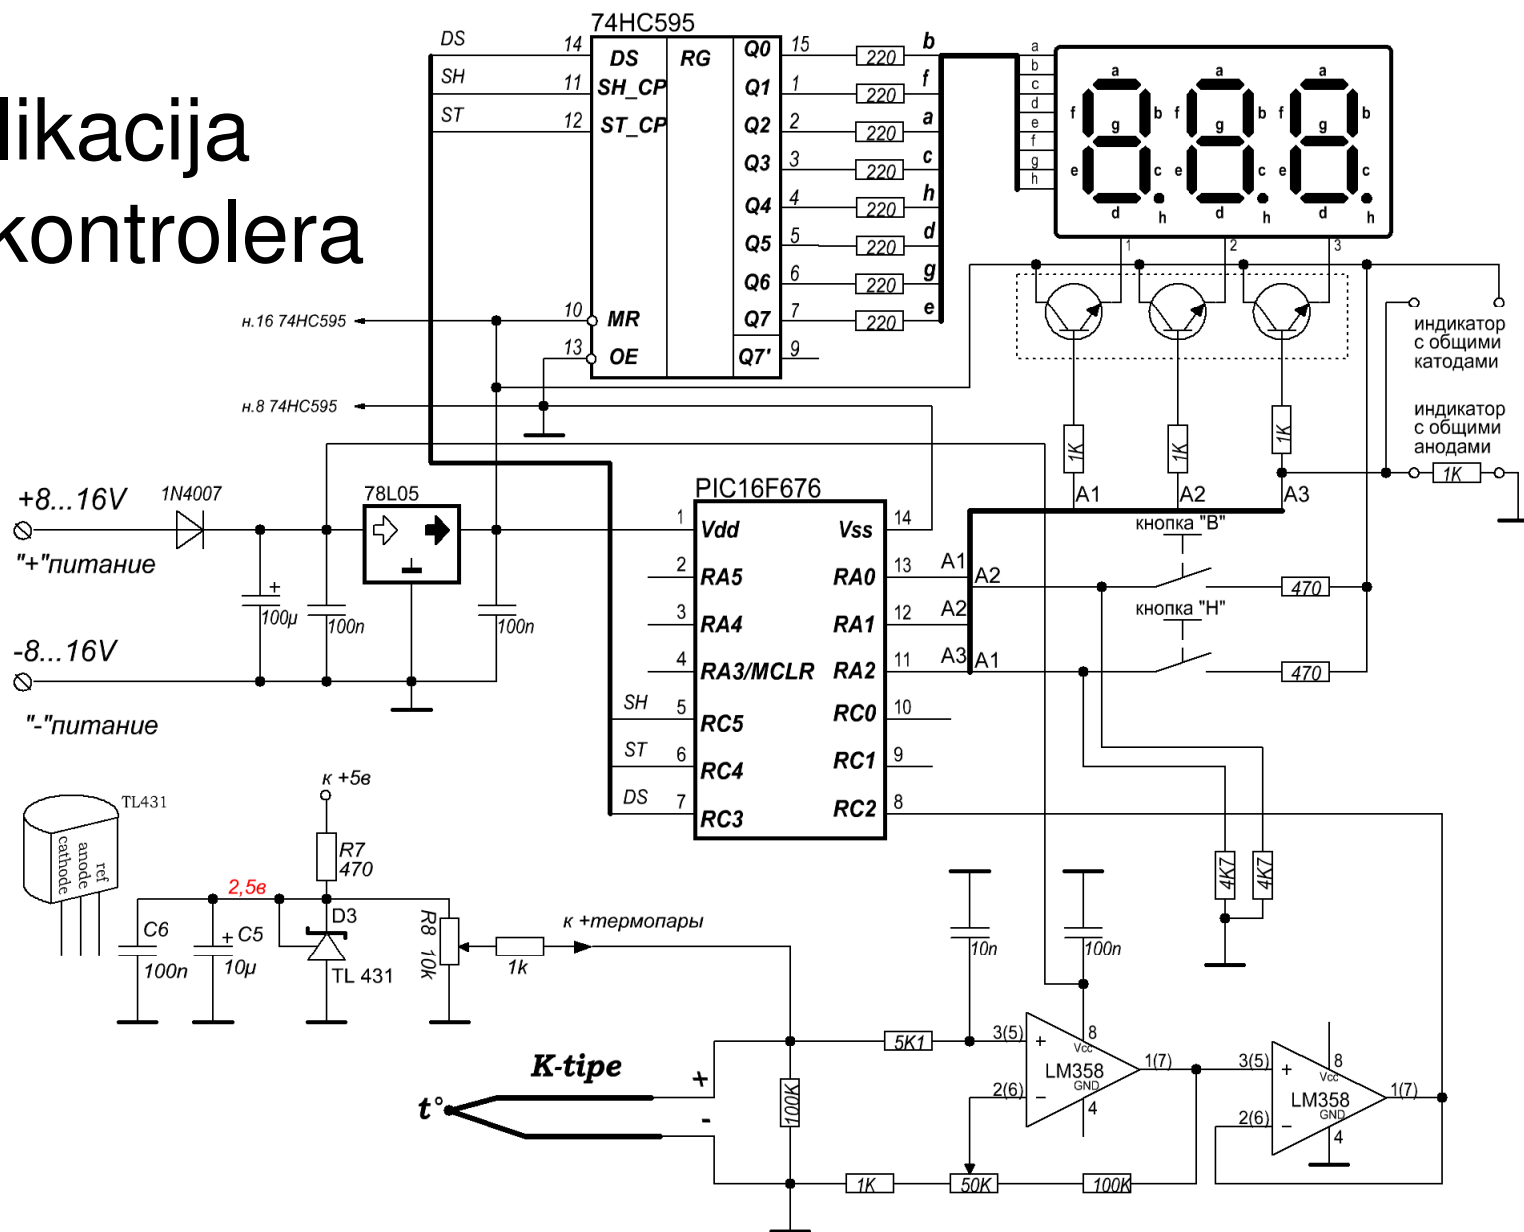 likacija
kontrolera
74HC595
DS 14 DS RG Q0 15 220 b
SH 11 SH_CP Q1 1 220 f
ST 12 ST_CP Q2 2 220 a
Q3 3 220 c
Q4 4 220 h
Q5 5 220 d
Q6 6 220 g
н.16 74HC595 10 MR Q7 7 220 e
13 OE Q7' 9
н.8 74HC595
a
b
c
d
e
f
g
h
a a a
f b f b f b
g g g
e c e c e c
d h d h d h
1 2 3
индикатор
с общими
катодами
индикатор
с общими
анодами
1K 1K 1K 1K
A1 A2 A3
+8...16V 1N4007 78L05
"+"питание
100µ 100n 100n
+
-8...16V
"-"питание
PIC16F676
1 Vdd Vss 14
2 RA5 RA0 13 A1 A2
3 RA4 RA1 12 A2
4 RA3/MCLR RA2 11 A3 A1
SH 5 RC5 RC0 10
ST 6 RC4 RC1 9
DS 7 RC3 RC2 8
кнопка "В"
470
кнопка "Н"
470
4K7 4K7
TL431
cathode
anode
ref
к +5в
R7
470
2,5в
C6
100n
+ C5
10µ
D3
TL 431
R8 10k
1k
к +термопары
10n 100n
K-tipe
t°
+
-
100K
5K1
3(5) + 8
Vcc
LM358 1(7)
GND
2(6) − 4
3(5) + 8
Vcc
LM358 1(7)
GND
2(6) − 4
1K 50K 100K